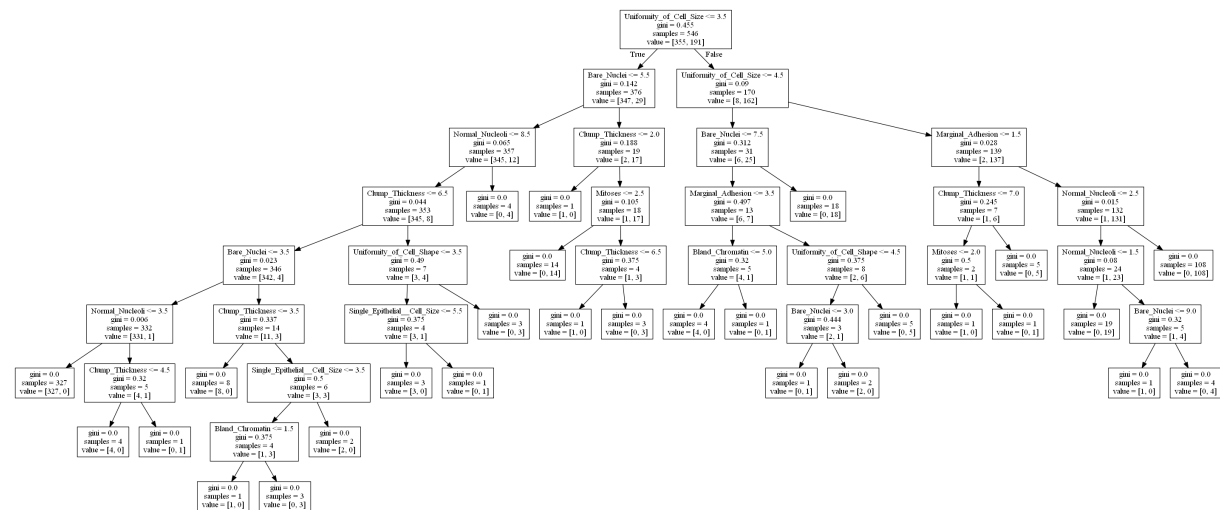 Uniformity_of_Cell_Size <= 3.5
gini = 0.455
samples = 546
value = [355, 191]
True
False
Bare_Nuclei <= 5.5
gini = 0.142
samples = 376
value = [347, 29]
Uniformity_of_Cell_Size <= 4.5
gini = 0.09
samples = 170
value = [8, 162]
Normal_Nucleoli <= 8.5
gini = 0.065
samples = 357
value = [345, 12]
Clump_Thickness <= 2.0
gini = 0.188
samples = 19
value = [2, 17]
Bare_Nuclei <= 7.5
gini = 0.312
samples = 31
value = [6, 25]
Marginal_Adhesion <= 1.5
gini = 0.028
samples = 139
value = [2, 137]
Clump_Thickness <= 6.5
gini = 0.044
samples = 353
value = [345, 8]
gini = 0.0
samples = 4
value = [0, 4]
gini = 0.0
samples = 1
value = [1, 0]
Mitoses <= 2.5
gini = 0.105
samples = 18
value = [1, 17]
Marginal_Adhesion <= 3.5
gini = 0.497
samples = 13
value = [6, 7]
gini = 0.0
samples = 18
value = [0, 18]
Clump_Thickness <= 7.0
gini = 0.245
samples = 7
value = [1, 6]
Normal_Nucleoli <= 2.5
gini = 0.015
samples = 132
value = [1, 131]
Bare_Nuclei <= 3.5
gini = 0.023
samples = 346
value = [342, 4]
Uniformity_of_Cell_Shape <= 3.5
gini = 0.49
samples = 7
value = [3, 4]
gini = 0.0
samples = 14
value = [0, 14]
Clump_Thickness <= 6.5
gini = 0.375
samples = 4
value = [1, 3]
Bland_Chromatin <= 5.0
gini = 0.32
samples = 5
value = [4, 1]
Uniformity_of_Cell_Shape <= 4.5
gini = 0.375
samples = 8
value = [2, 6]
Mitoses <= 2.0
gini = 0.5
samples = 2
value = [1, 1]
gini = 0.0
samples = 5
value = [0, 5]
Normal_Nucleoli <= 1.5
gini = 0.08
samples = 24
value = [1, 23]
gini = 0.0
samples = 108
value = [0, 108]
Normal_Nucleoli <= 3.5
gini = 0.006
samples = 332
value = [331, 1]
Clump_Thickness <= 3.5
gini = 0.337
samples = 14
value = [11, 3]
Single_Epithelial__Cell_Size <= 5.5
gini = 0.375
samples = 4
value = [3, 1]
gini = 0.0
samples = 3
value = [0, 3]
gini = 0.0
samples = 1
value = [1, 0]
gini = 0.0
samples = 3
value = [0, 3]
gini = 0.0
samples = 4
value = [4, 0]
gini = 0.0
samples = 1
value = [0, 1]
Bare_Nuclei <= 3.0
gini = 0.444
samples = 3
value = [2, 1]
gini = 0.0
samples = 5
value = [0, 5]
gini = 0.0
samples = 1
value = [1, 0]
gini = 0.0
samples = 1
value = [0, 1]
gini = 0.0
samples = 19
value = [0, 19]
Bare_Nuclei <= 9.0
gini = 0.32
samples = 5
value = [1, 4]
gini = 0.0
samples = 327
value = [327, 0]
Clump_Thickness <= 4.5
gini = 0.32
samples = 5
value = [4, 1]
gini = 0.0
samples = 8
value = [8, 0]
Single_Epithelial__Cell_Size <= 3.5
gini = 0.5
samples = 6
value = [3, 3]
gini = 0.0
samples = 3
value = [3, 0]
gini = 0.0
samples = 1
value = [0, 1]
gini = 0.0
samples = 1
value = [0, 1]
gini = 0.0
samples = 2
value = [2, 0]
gini = 0.0
samples = 1
value = [1, 0]
gini = 0.0
samples = 4
value = [0, 4]
gini = 0.0
samples = 4
value = [4, 0]
gini = 0.0
samples = 1
value = [0, 1]
Bland_Chromatin <= 1.5
gini = 0.375
samples = 4
value = [1, 3]
gini = 0.0
samples = 2
value = [2, 0]
gini = 0.0
samples = 1
value = [1, 0]
gini = 0.0
samples = 3
value = [0, 3]